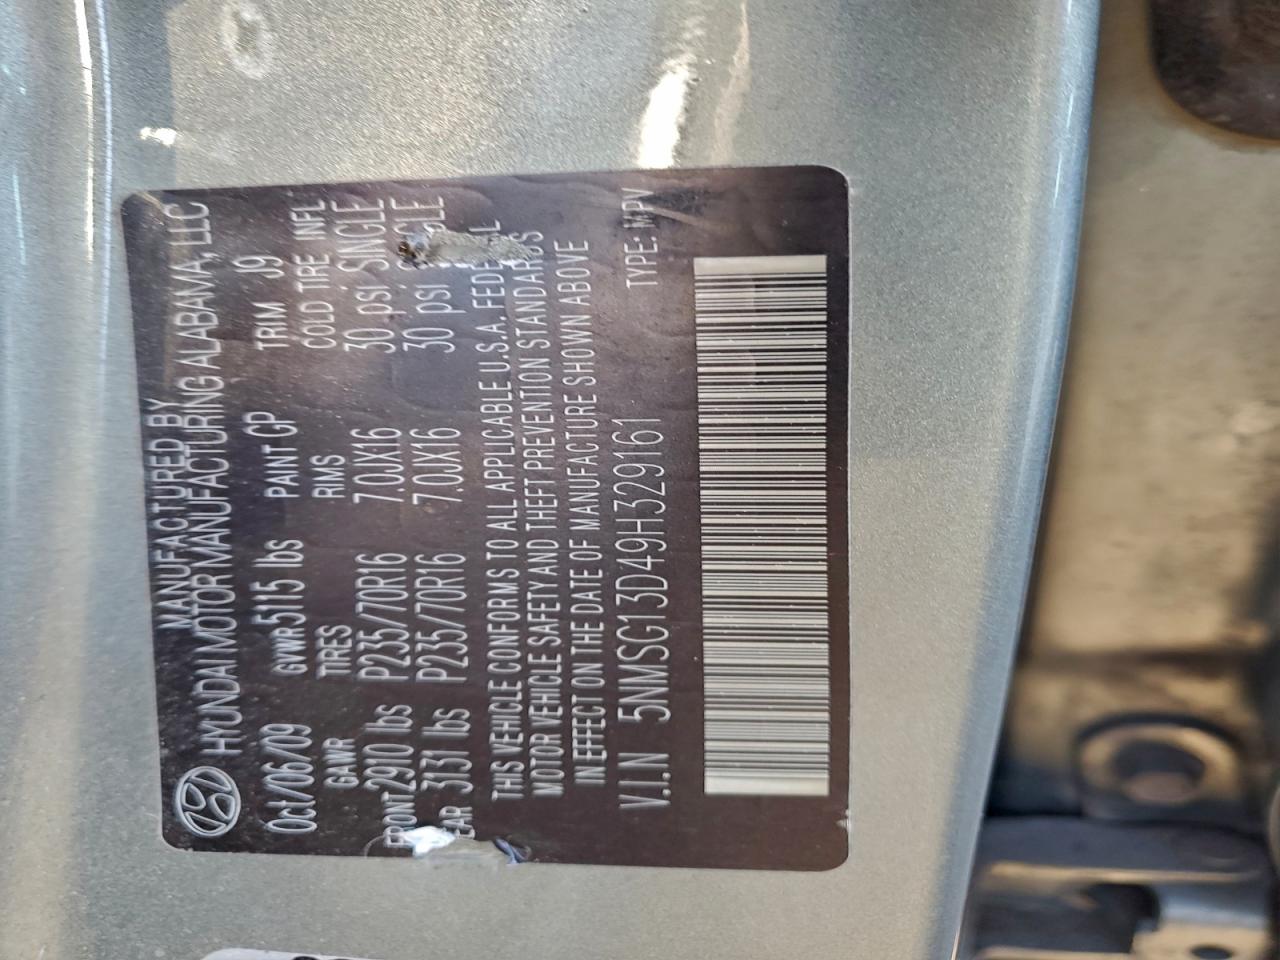 MANUFACTURED BY
HYUNDAI MOTOR MANUFACTURING ALABAMA, LLC
Oct/06/09 GVWR 5115 lbs PAINT GP TRIM J9
GAWR TIRES RIMS COLD TIRE INFL
FRONT 2910 lbs P235/70R16 7.0JX16 30 psi SINGLE
3131 lbs P235/70R16 7.0JX16 30 psi
THIS VEHICLE CONFORMS TO ALL APPLICABLE U.S.A. FEDERAL
MOTOR VEHICLE SAFETY AND THEFT PREVENTION STANDARDS
IN EFFECT ON THE DATE OF MANUFACTURE SHOWN ABOVE
V.I.N 5NMSG13D49H329161 TYPE: MPV